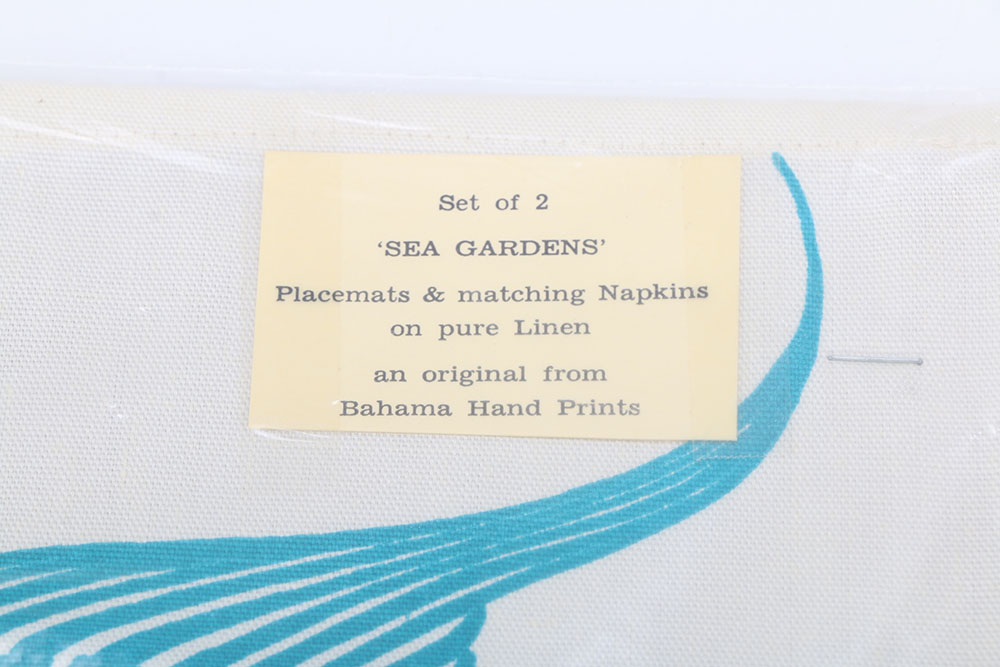 Set of 2
‘SEA GARDENS’
Placemats & matching Napkins
on pure Linen
an original from
Bahama Hand Prints